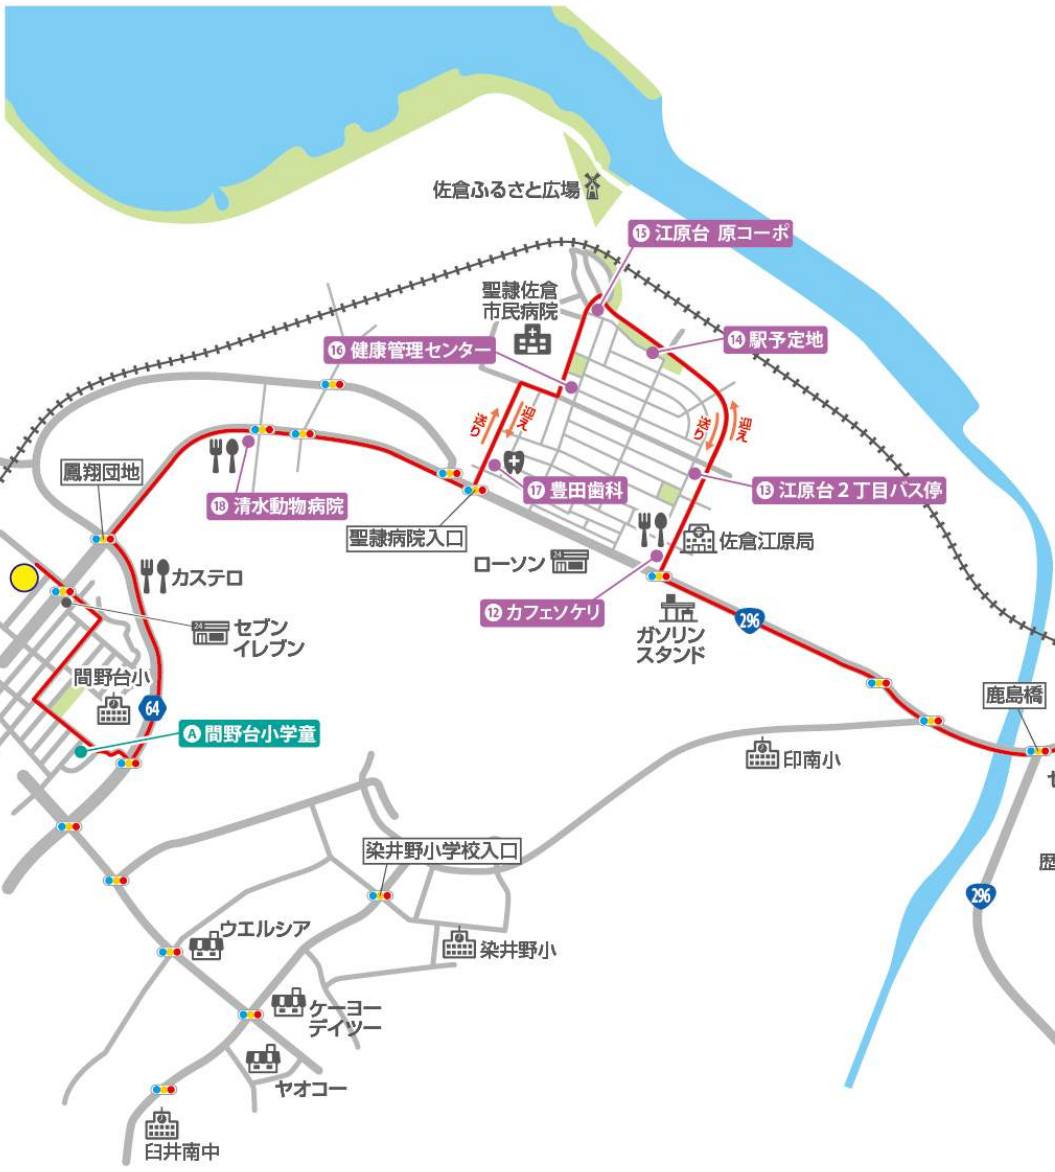 佐倉ふるさと広場
⑮ 江原台 原コーポ
聖隷佐倉
市民病院
⑭ 駅予定地
⑯ 健康管理センター
送り
迎え
送り
迎え
鳳翔団地
⑱ 清水動物病院
⑰ 豊田歯科
⑬ 江原台2丁目バス停
聖隷病院入口
佐倉江原局
ローソン
24
カステロ
⑫ カフェソケリ
296
ガソリン
スタンド
24
セブン
イレブン
間野台小
64
鹿島橋
Ⓐ 間野台小学童
印南小
セ
染井野小学校入口
歴
296
ウエルシア
染井野小
ケーヨー
デイツー
ヤオコー
臼井南中